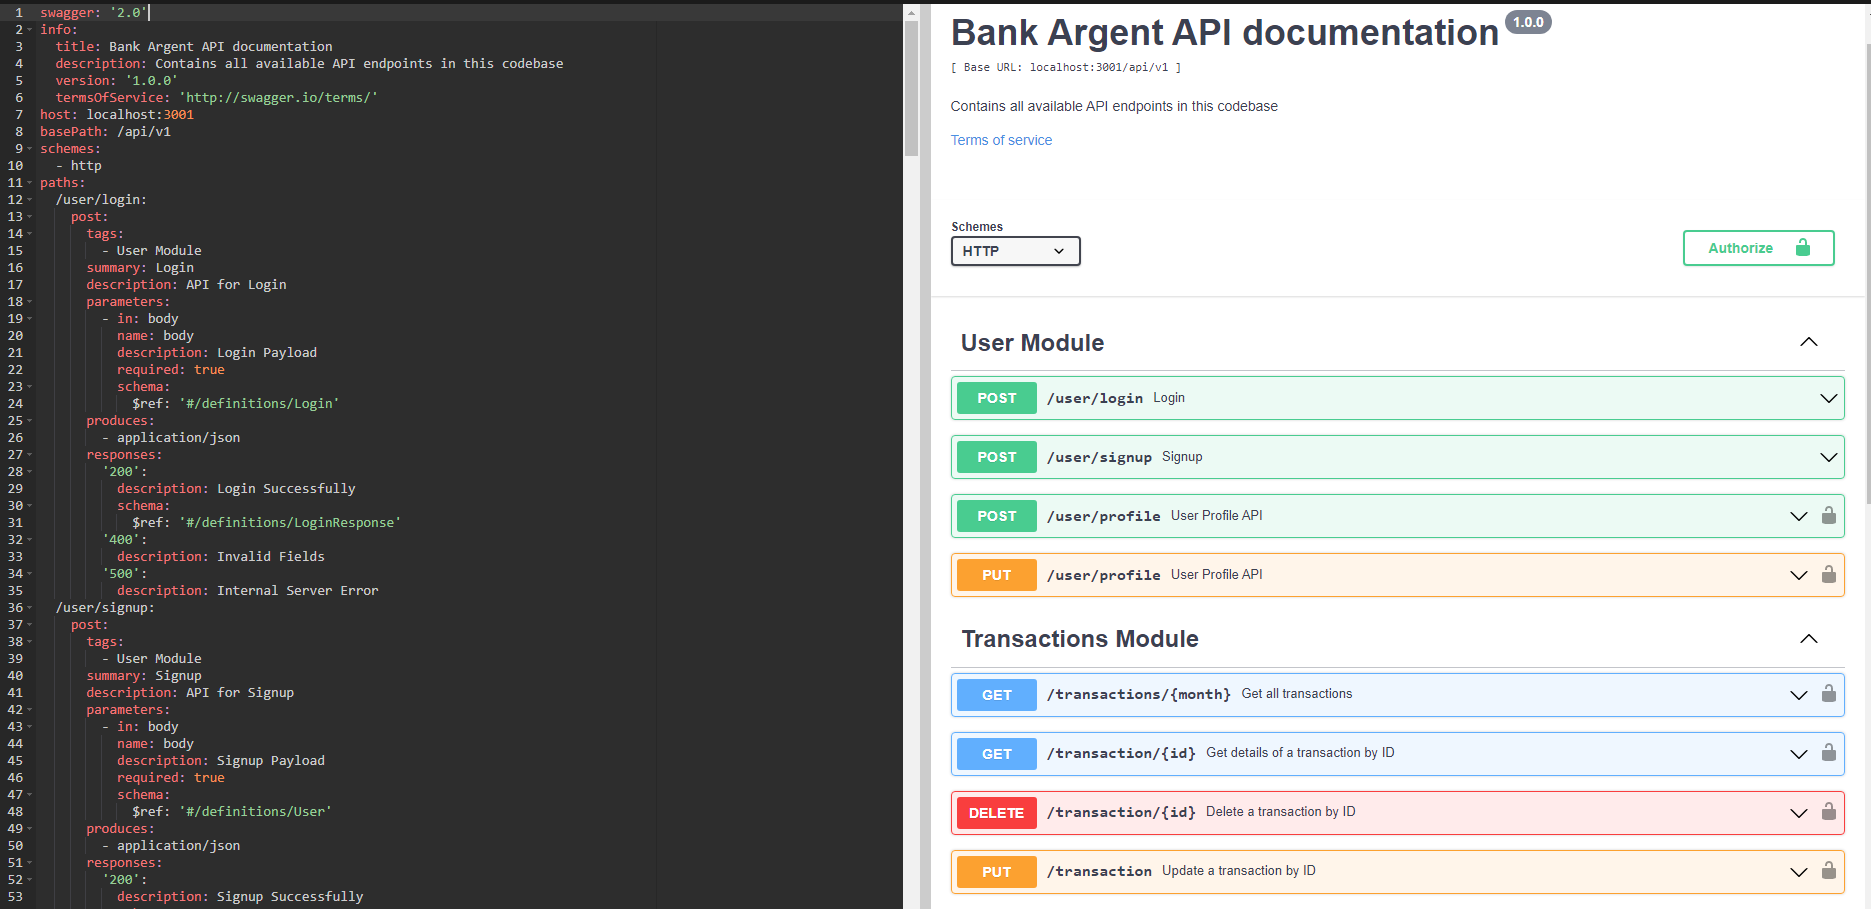 1 swagger: '2.0'
2 info:
3 title: Bank Argent API documentation
4 description: Contains all available API endpoints in this codebase
5 version: '1.0.0'
6 termsOfService: 'http://swagger.io/terms/'
7 host: localhost:3001
8 basePath: /api/v1
9 schemes:
10 - http
11 paths:
12 /user/login:
13 post:
14 tags:
15 - User Module
16 summary: Login
17 description: API for Login
18 parameters:
19 - in: body
20 name: body
21 description: Login Payload
22 required: true
23 schema:
24 $ref: '#/definitions/Login'
25 produces:
26 - application/json
27 responses:
28 '200':
29 description: Login Successfully
30 schema:
31 $ref: '#/definitions/LoginResponse'
32 '400':
33 description: Invalid Fields
34 '500':
35 description: Internal Server Error
36 /user/signup:
37 post:
38 tags:
39 - User Module
40 summary: Signup
41 description: API for Signup
42 parameters:
43 - in: body
44 name: body
45 description: Signup Payload
46 required: true
47 schema:
48 $ref: '#/definitions/User'
49 produces:
50 - application/json
51 responses:
52 '200':
53 description: Signup Successfully
Bank Argent API documentation 1.0.0
[ Base URL: localhost:3001/api/v1 ]
Contains all available API endpoints in this codebase
Terms of service
Schemes
HTTP
Authorize
User Module
POST /user/login Login
POST /user/signup Signup
POST /user/profile User Profile API
PUT /user/profile User Profile API
Transactions Module
GET /transactions/{month} Get all transactions
GET /transaction/{id} Get details of a transaction by ID
DELETE /transaction/{id} Delete a transaction by ID
PUT /transaction Update a transaction by ID